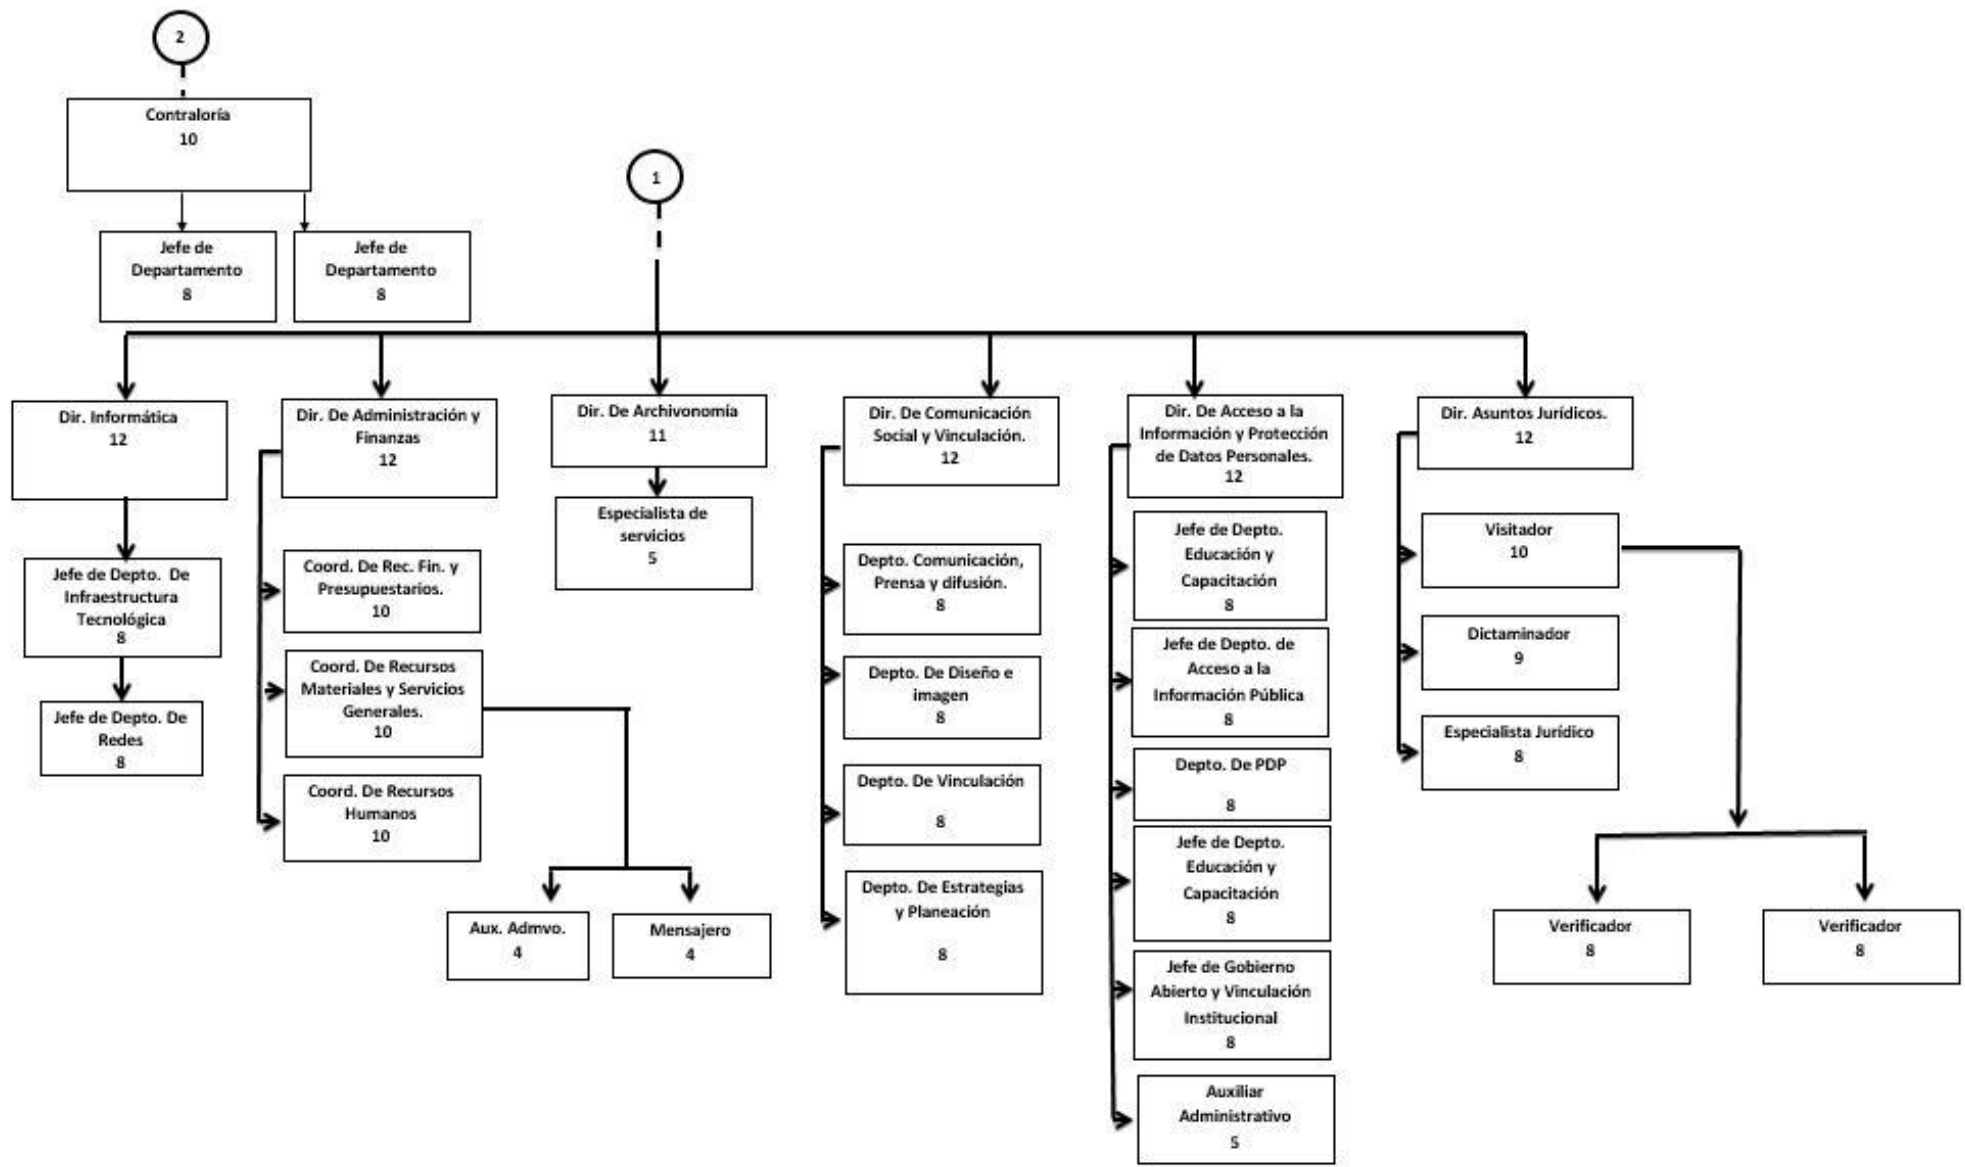 2
Contraloría
10
1
Jefe de
Departamento
8
Jefe de
Departamento
8
Dir. Informática
12
Jefe de Depto. De
Infraestructura
Tecnológica
8
Jefe de Depto. De
Redes
8
Dir. De Administración y
Finanzas
12
Coord. De Rec. Fin. y
Presupuestarios.
10
Coord. De Recursos
Materiales y Servicios
Generales.
10
Coord. De Recursos
Humanos
10
Aux. Admvo.
4
Mensajero
4
Dir. De Archivonomía
11
Especialista de
servicios
5
Dir. De Comunicación
Social y Vinculación.
12
Depto. Comunicación,
Prensa y difusión.
8
Depto. De Diseño e
imagen
8
Depto. De Vinculación
8
Depto. De Estrategias
y Planeación
8
Dir. De Acceso a la
Información y Protección
de Datos Personales.
12
Jefe de Depto.
Educación y
Capacitación
8
Jefe de Depto. de
Acceso a la
Información Pública
8
Depto. De PDP
8
Jefe de Depto.
Educación y
Capacitación
8
Jefe de Gobierno
Abierto y Vinculación
Institucional
8
Auxiliar
Administrativo
5
Dir. Asuntos Jurídicos.
12
Visitador
10
Dictaminador
9
Especialista Jurídico
8
Verificador
8
Verificador
8